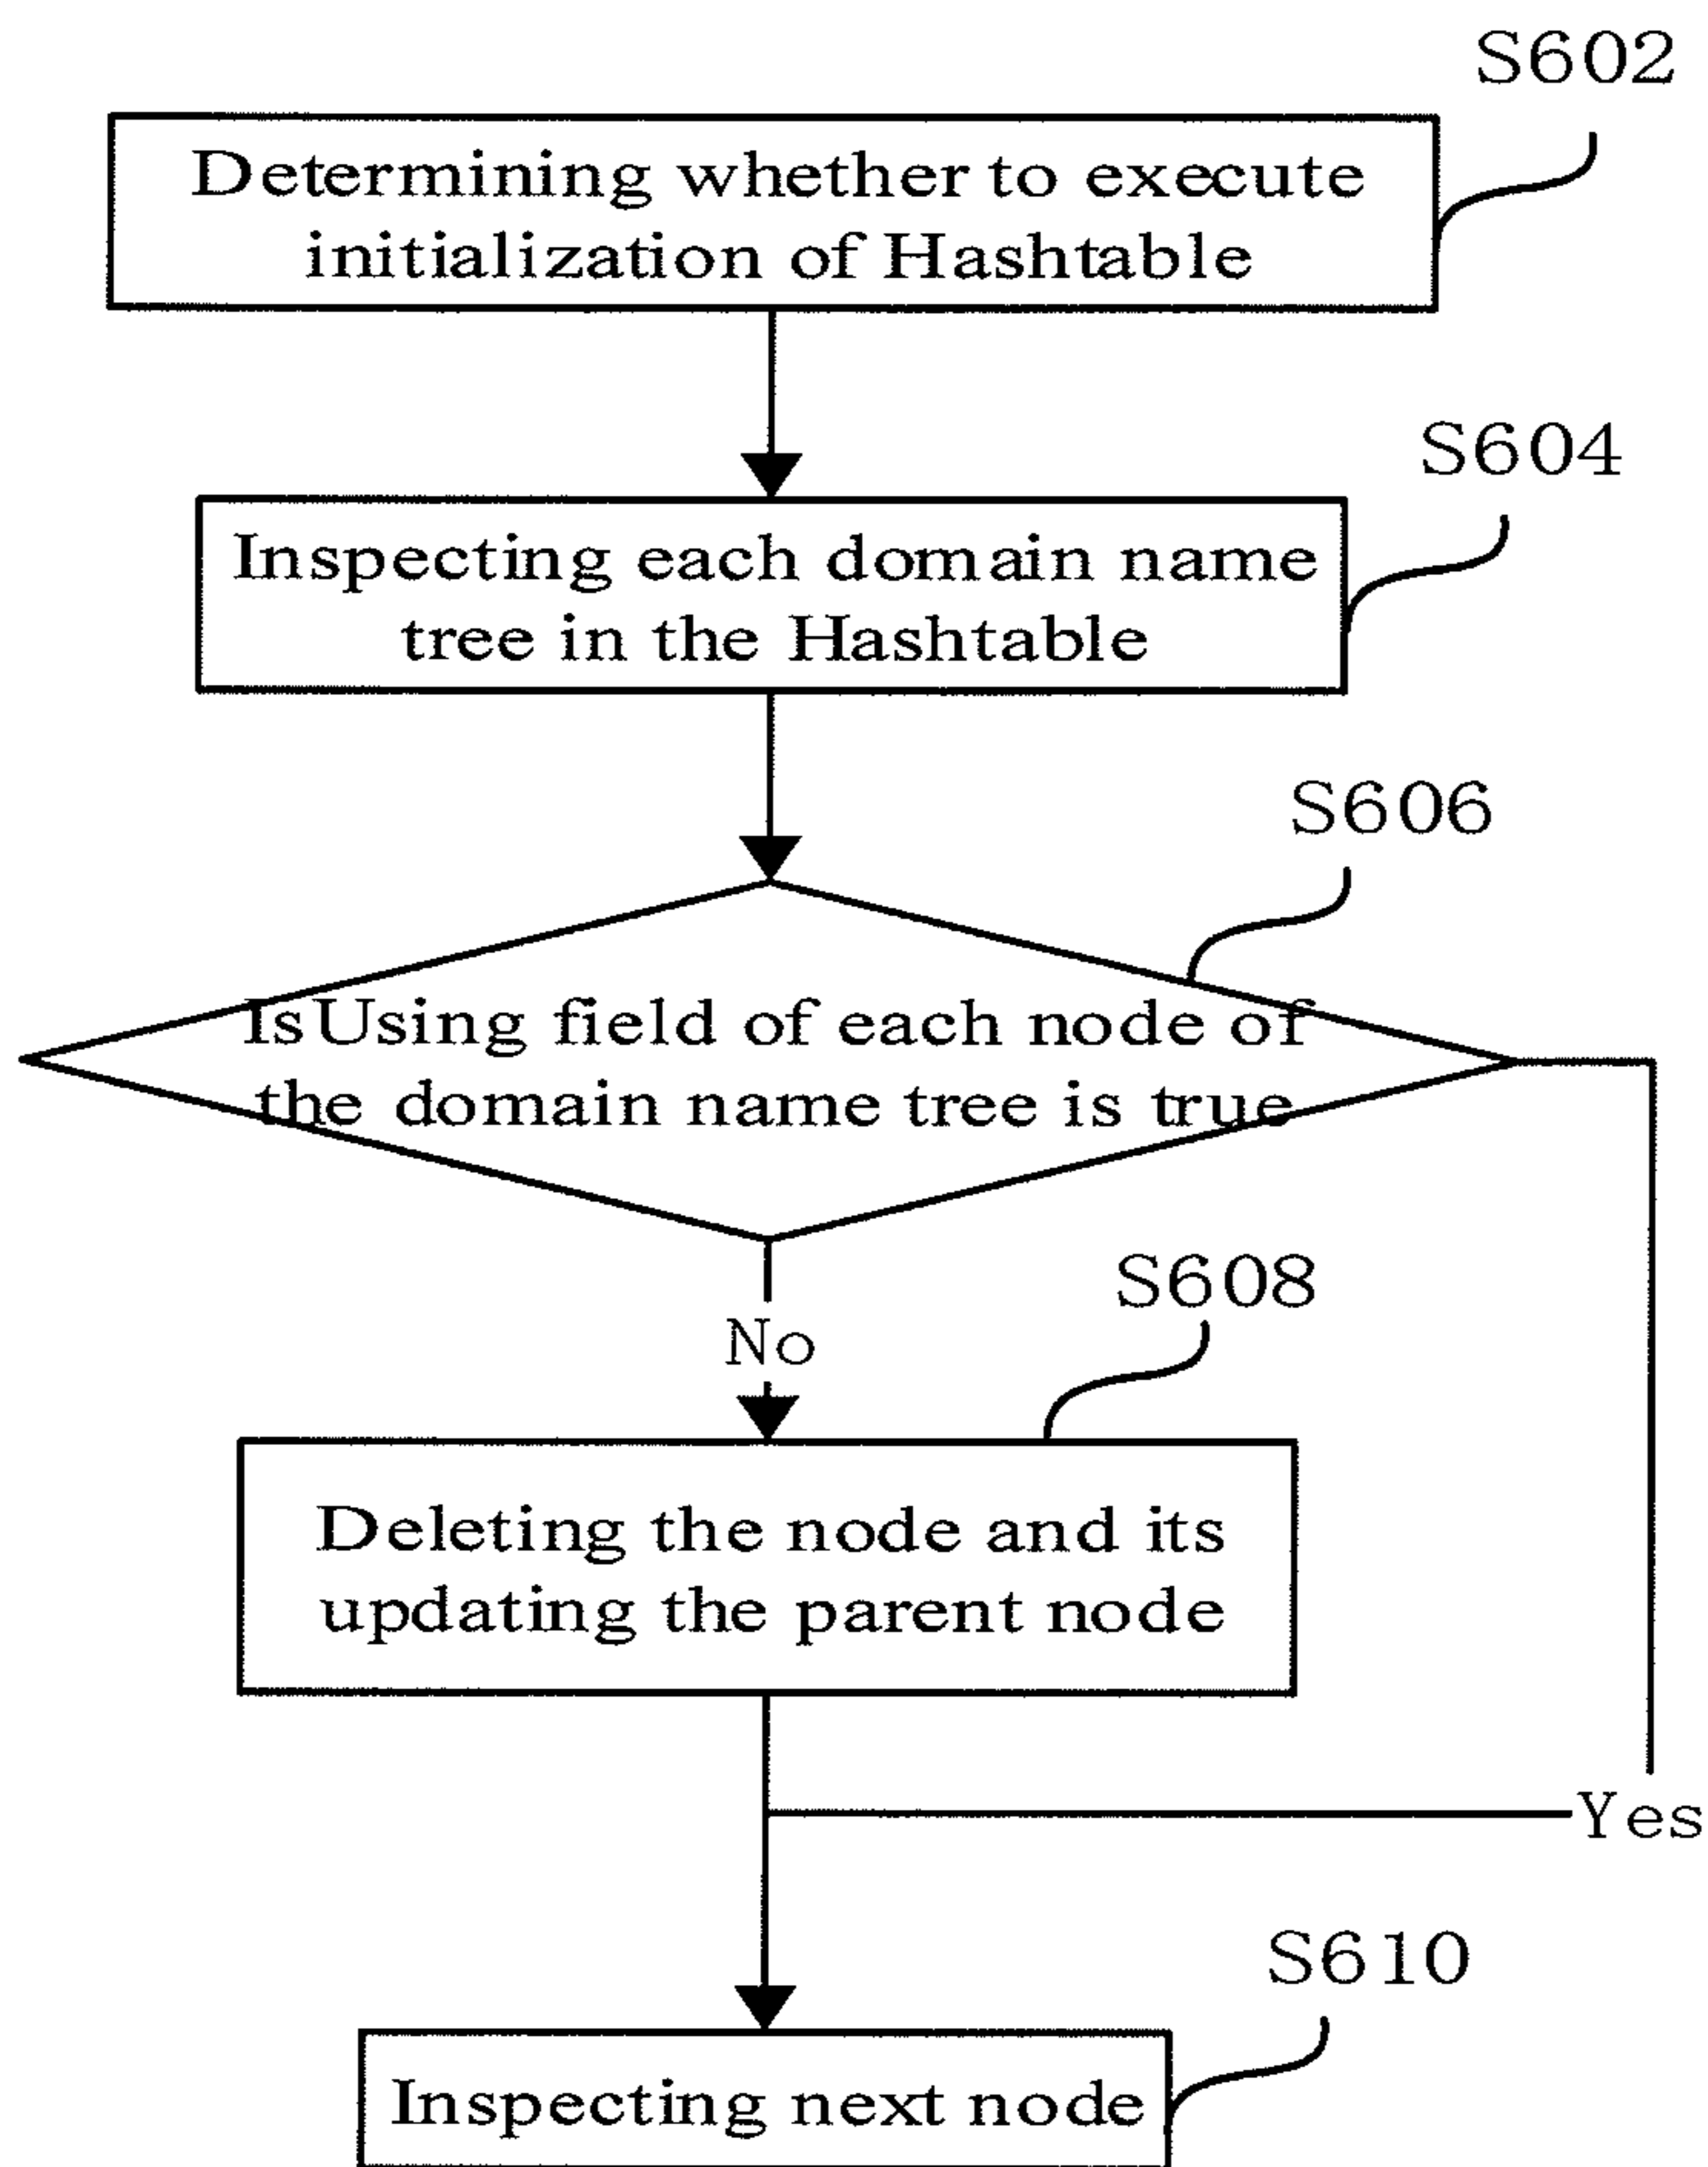 S602
Determining whether to execute
initialization of Hashtable
S604
Inspecting each domain name
tree in the Hashtable
S606
IsUsing field of each node of
the domain name tree is true
S608
No
Deleting the node and its
updating the parent node
Yes
S610
Inspecting next node